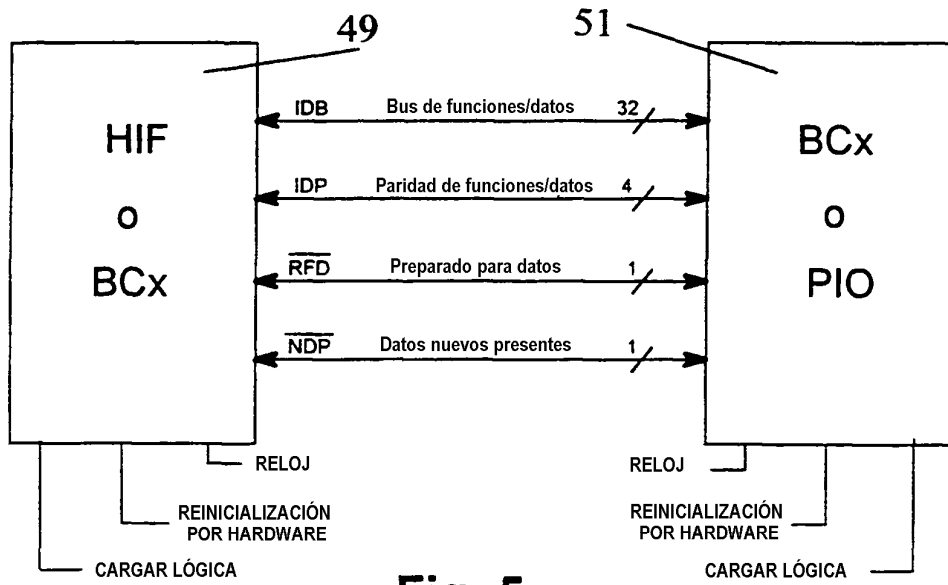 49
51
HIF
o
BCx
IDB Bus de funciones/datos 32
IDP Paridad de funciones/datos 4
RFD Preparado para datos 1
NDP Datos nuevos presentes 1
BCx
o
PIO
RELOJ
REINICIALIZACIÓN
POR HARDWARE
CARGAR LÓGICA
RELOJ
REINICIALIZACIÓN
POR HARDWARE
CARGAR LÓGICA